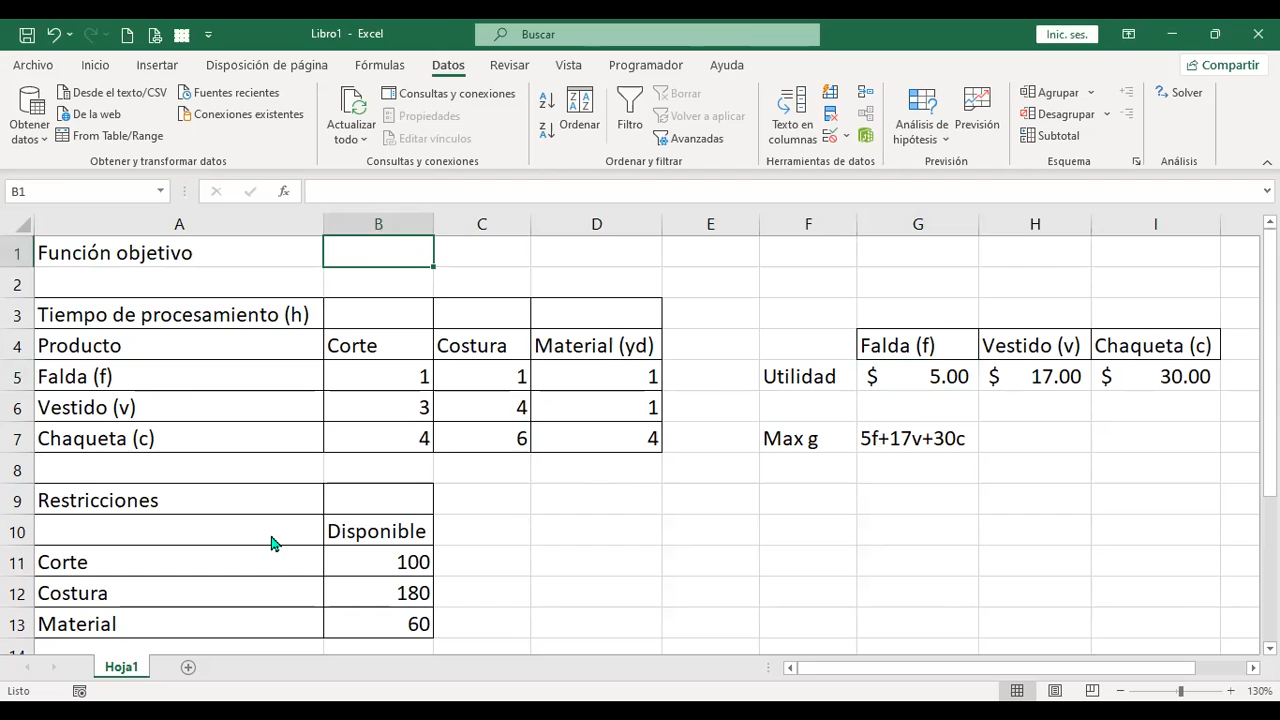 Libro1 - Excel
Buscar
Inic. ses.
Archivo Inicio Insertar Disposición de página Fórmulas Datos Revisar Vista Programador Ayuda
Compartir
Obtener datos
Desde el texto/CSV
De la web
From Table/Range
Fuentes recientes
Conexiones existentes
Obtener y transformar datos
Actualizar todo
Consultas y conexiones
Propiedades
Editar vínculos
Consultas y conexiones
Ordenar
Filtro
Borrar
Volver a aplicar
Avanzadas
Ordenar y filtrar
Texto en columnas
Herramientas de datos
Análisis de hipótesis
Previsión
Previsión
Agrupar
Desagrupar
Subtotal
Esquema
Solver
Análisis
B1 fx
A B C D E F G H I
1 Función objetivo
2
3 Tiempo de procesamiento (h)
4 Producto Corte Costura Material (yd) Falda (f) Vestido (v) Chaqueta (c)
5 Falda (f) 1 1 1 Utilidad $ 5.00 $ 17.00 $ 30.00
6 Vestido (v) 3 4 1
7 Chaqueta (c) 4 6 4 Max g 5f+17v+30c
8
9 Restricciones
10 Disponible
11 Corte 100
12 Costura 180
13 Material 60
14
Hoja1
Listo
130%